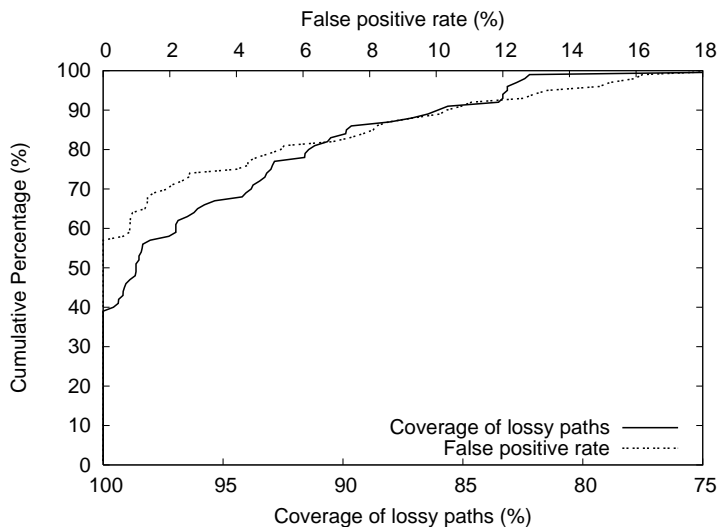 False positive rate (%)
0 2 4 6 8 10 12 14 16 18
Cumulative Percentage (%)
100
90
80
70
60
50
40
30
20
10
0
Coverage of lossy paths
False positive rate
100 95 90 85 80 75
Coverage of lossy paths (%)